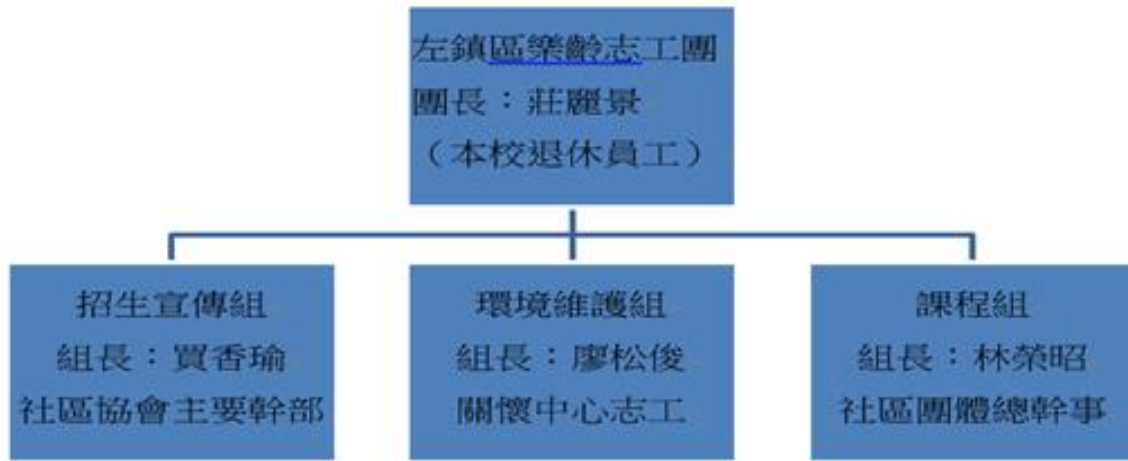 左鎮區樂齡志工團
團長：莊麗景
（本校退休員工）
招生宣傳組
組長：買香瑜
社區協會主要幹部
環境維護組
組長：廖松俊
關懷中心志工
課程組
組長：林榮昭
社區團體總幹事